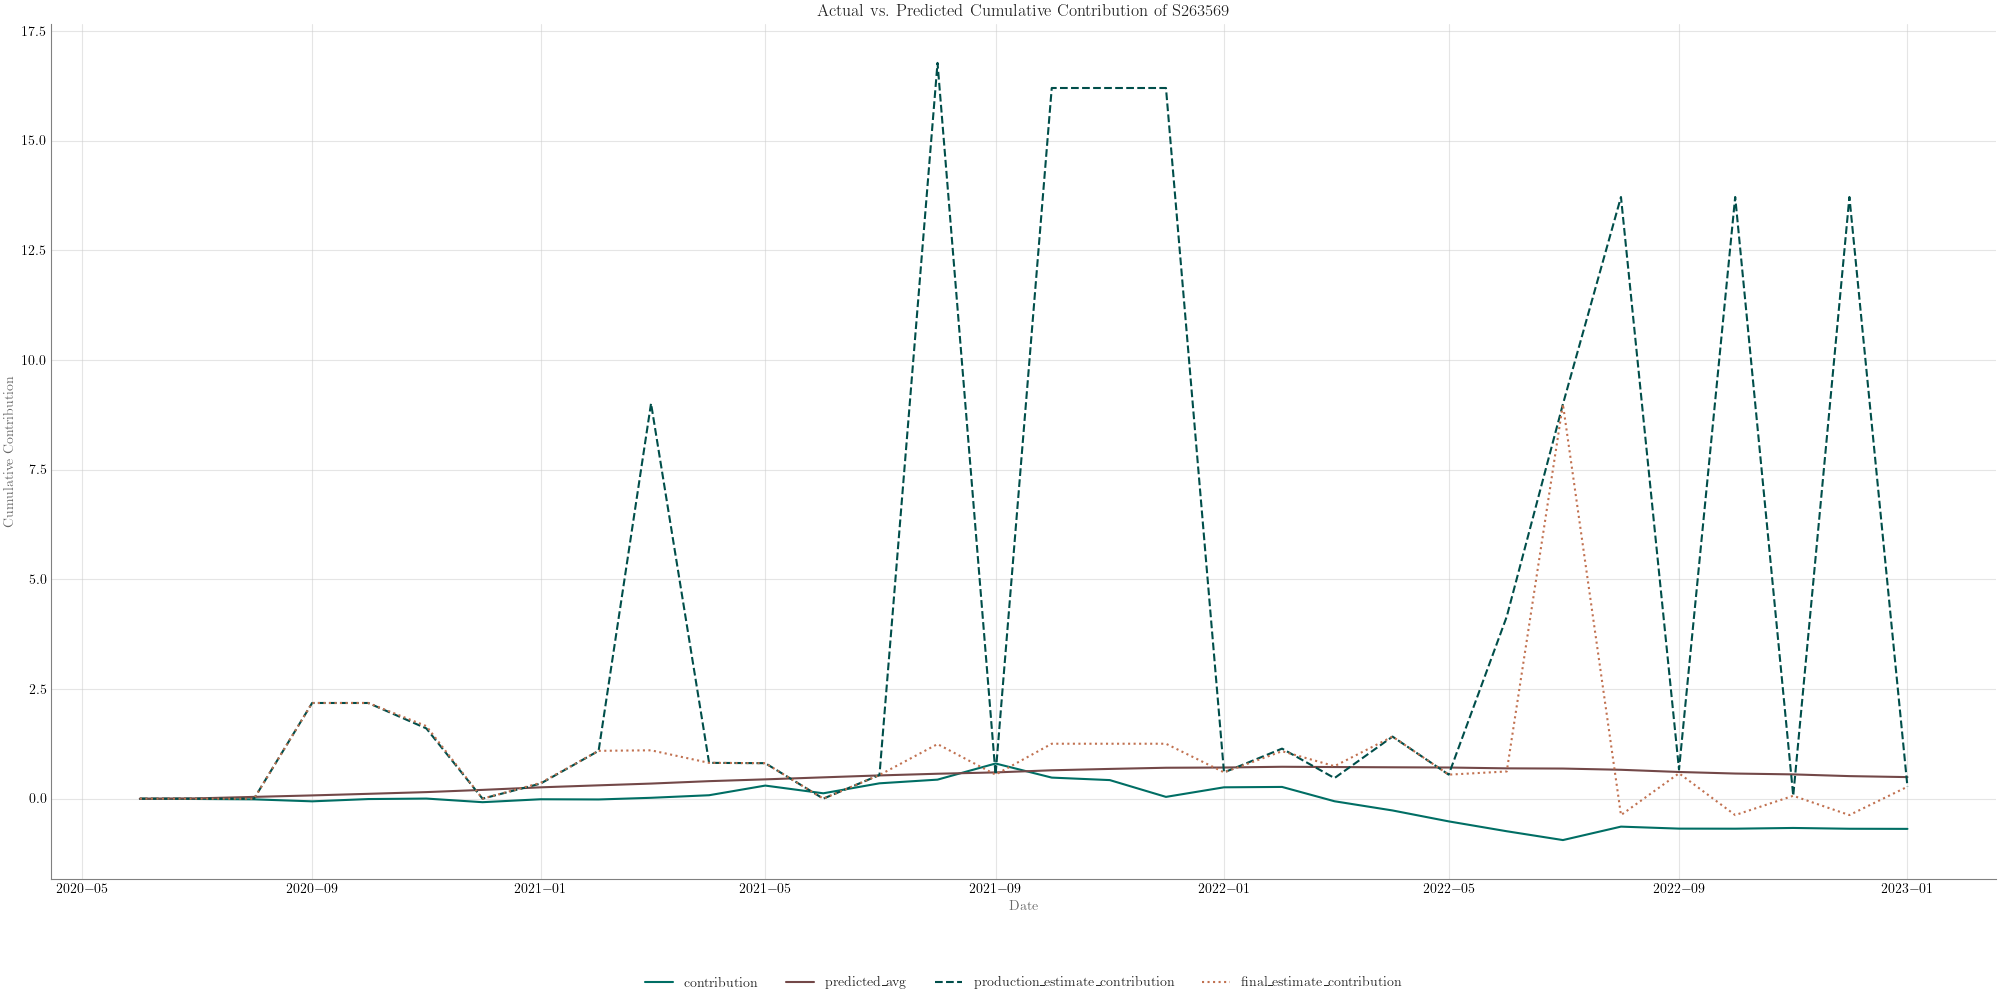 Actual vs. Predicted Cumulative Contribution of S263569
17.5
15.0
12.5
10.0
7.5
5.0
2.5
0.0
Cumulative Contribution
2020−05 2020−09 2021−01 2021−05 2021−09 2022−01 2022−05 2022−09 2023−01
Date
contribution predicted_avg production_estimate_contribution final_estimate_contribution